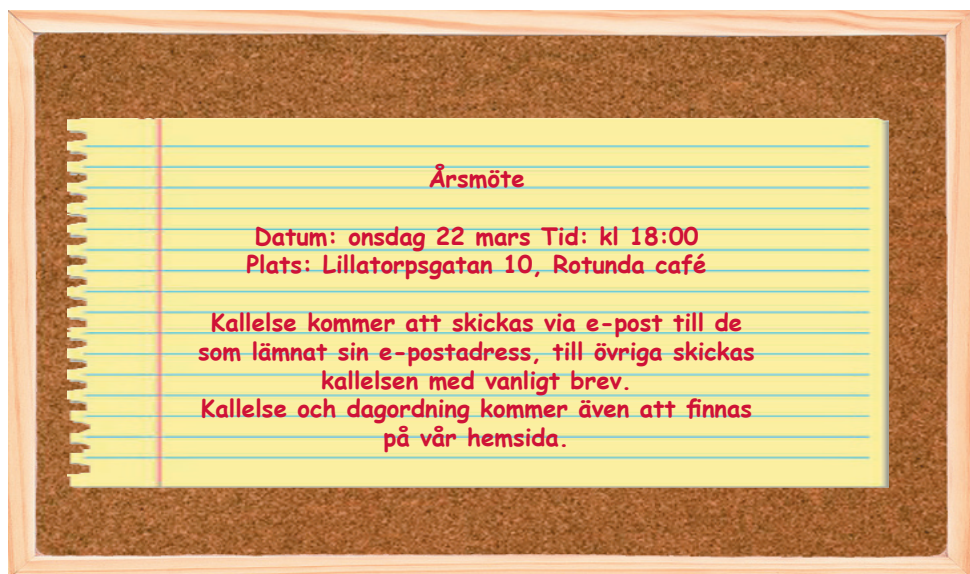 Årsmöte
Datum: onsdag 22 mars Tid: kl 18:00
Plats: Lillatorpsgatan 10, Rotunda café
Kallelse kommer att skickas via e-post till de
som lämnat sin e-postadress, till övriga skickas
kallelsen med vanligt brev.
Kallelse och dagordning kommer även att finnas
på vår hemsida.